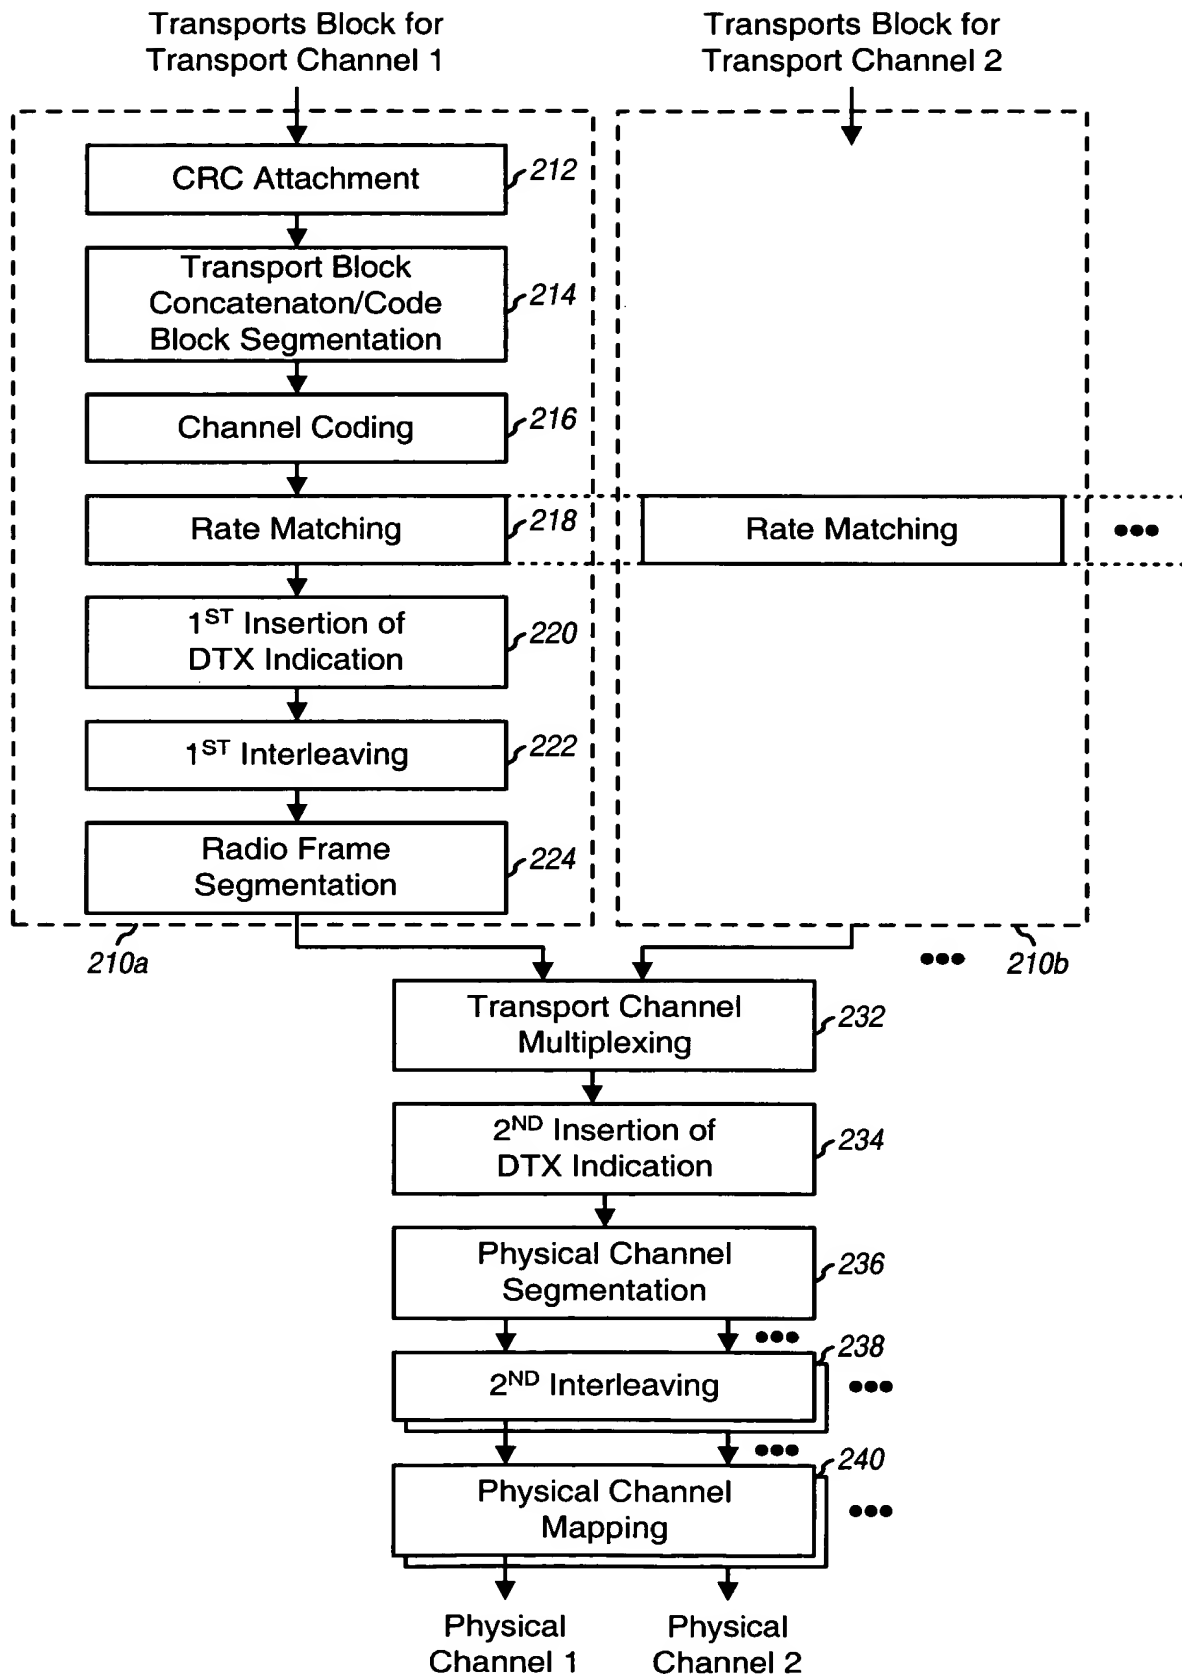 Transports Block for
Transport Channel 1
Transports Block for
Transport Channel 2
CRC Attachment
212
Transport Block
Concatenaton/Code
Block Segmentation
214
Channel Coding
216
Rate Matching
218
Rate Matching
1ST Insertion of
DTX Indication
220
1ST Interleaving
222
Radio Frame
Segmentation
224
210a
210b
Transport Channel
Multiplexing
232
2ND Insertion of
DTX Indication
234
Physical Channel
Segmentation
236
2ND Interleaving
238
Physical Channel
Mapping
240
Physical
Channel 1
Physical
Channel 2